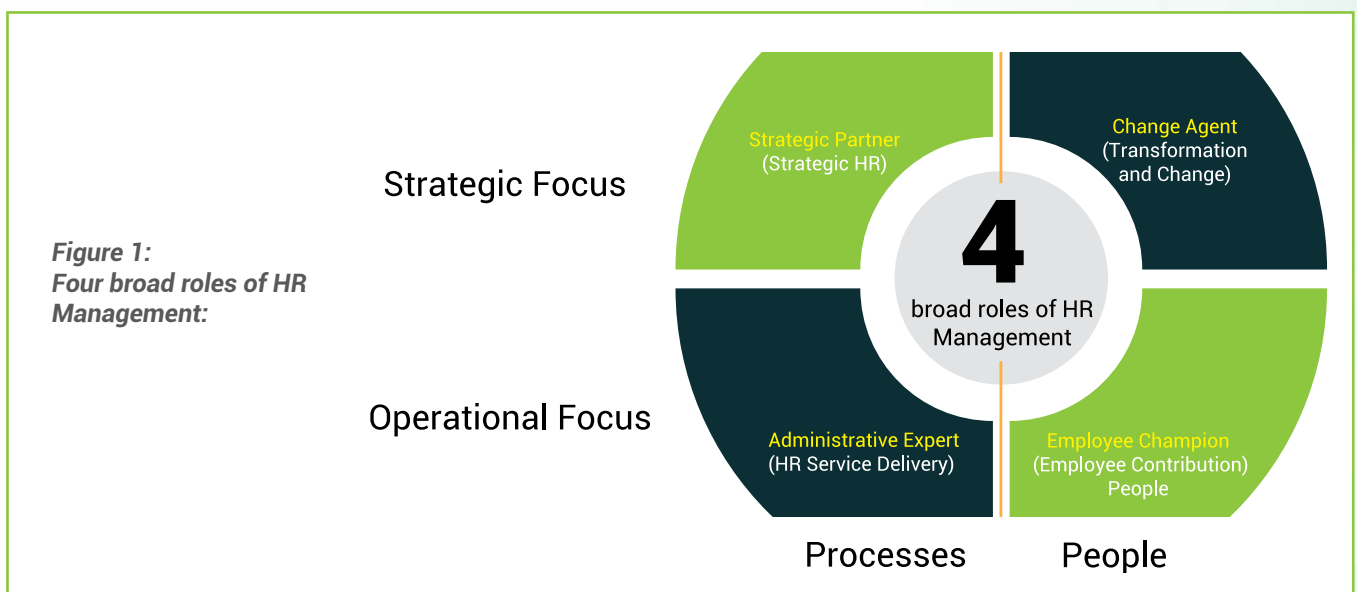 Figure 1:
Four broad roles of HR
Management:
Strategic Focus
Operational Focus
Strategic Partner
(Strategic HR)
Change Agent
(Transformation
and Change)
4
broad roles of HR
Management
Administrative Expert
(HR Service Delivery)
Employee Champion
(Employee Contribution)
People
Processes
People